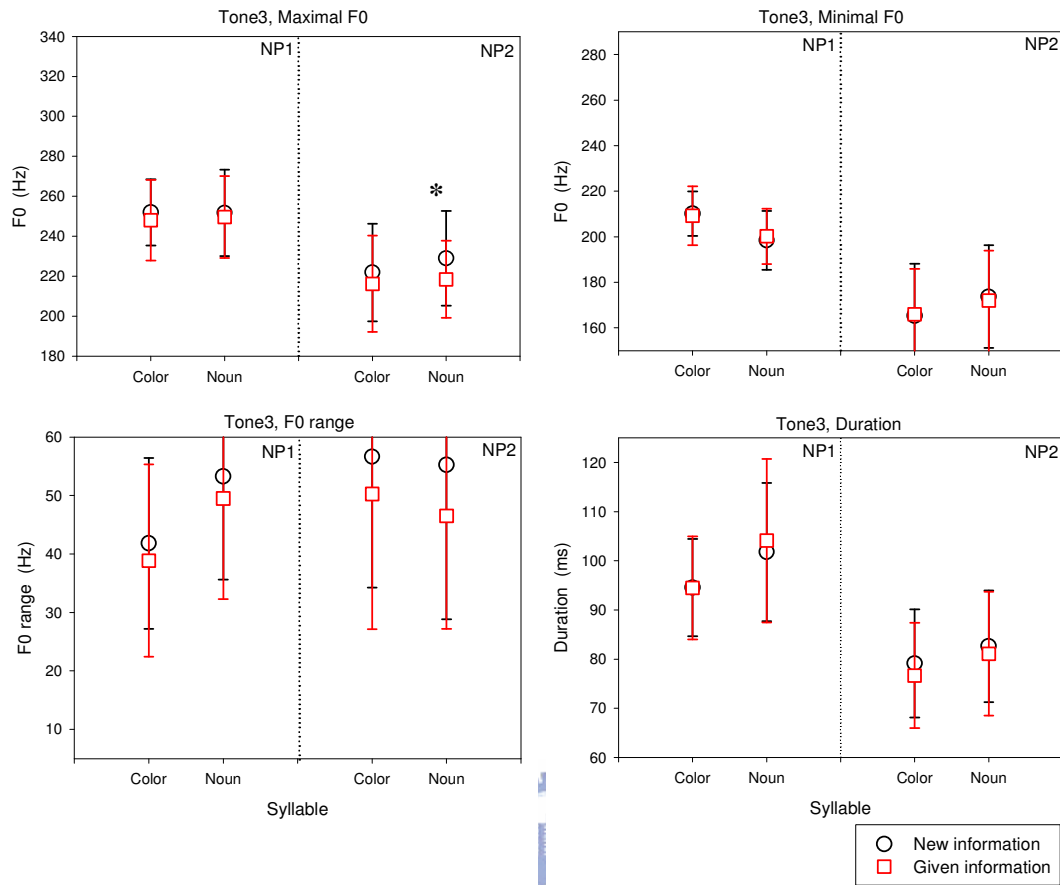 Tone3, Maximal F0
340
320
300
280
260
240
220
200
180
F0 (Hz)
NP1
NP2
*
Color
Noun
Color
Noun
Tone3, Minimal F0
280
260
240
220
200
180
160
F0 (Hz)
NP1
NP2
Color
Noun
Color
Noun
Tone3, F0 range
60
50
40
30
20
10
F0 range (Hz)
NP1
NP2
Color
Noun
Color
Noun
Syllable
Tone3, Duration
120
110
100
90
80
70
60
Duration (ms)
NP1
NP2
Color
Noun
Color
Noun
Syllable
New information
Given information